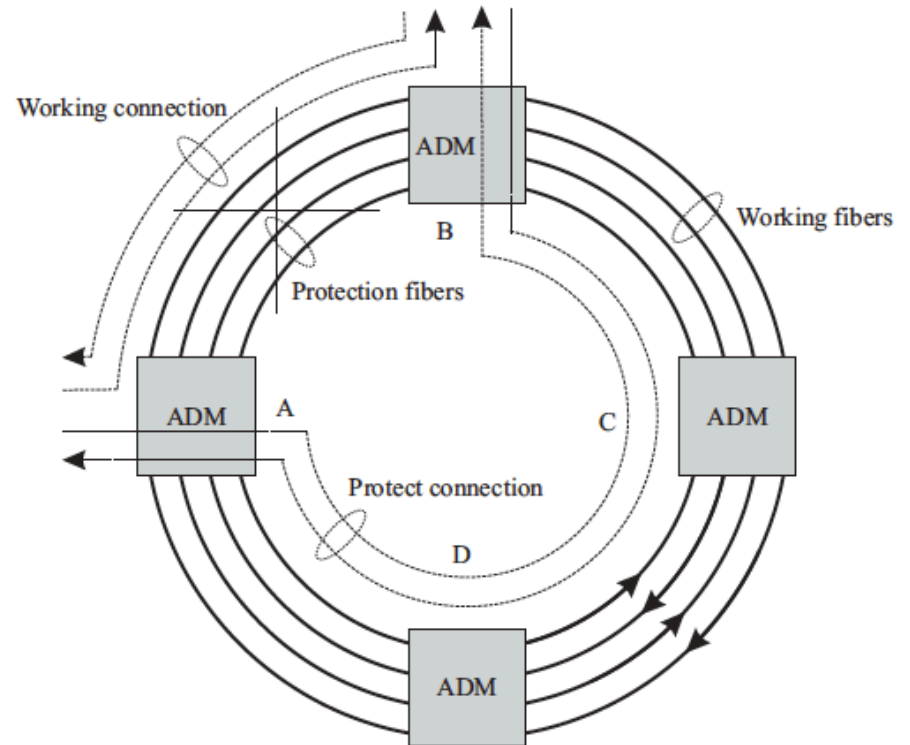 Working connection
ADM
B
Working fibers
Protection fibers
ADM
A
C
ADM
Protect connection
D
ADM